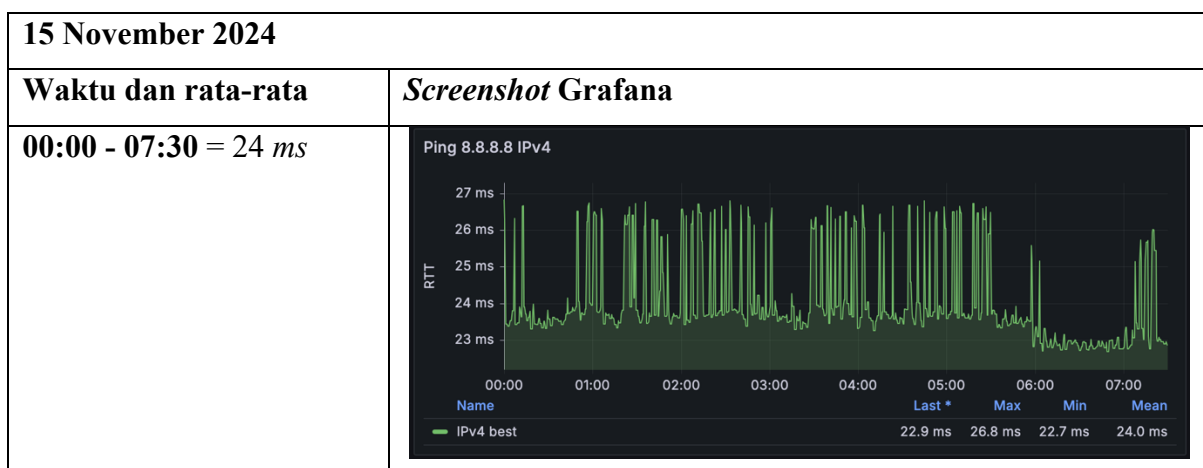 15 November 2024
Waktu dan rata-rata
Screenshot Grafana
00:00 - 07:30 = 24 ms
Ping 8.8.8.8 IPv4
27 ms
26 ms
25 ms
24 ms
23 ms
RTT
00:00 01:00 02:00 03:00 04:00 05:00 06:00 07:00
Name Last * Max Min Mean
IPv4 best 22.9 ms 26.8 ms 22.7 ms 24.0 ms